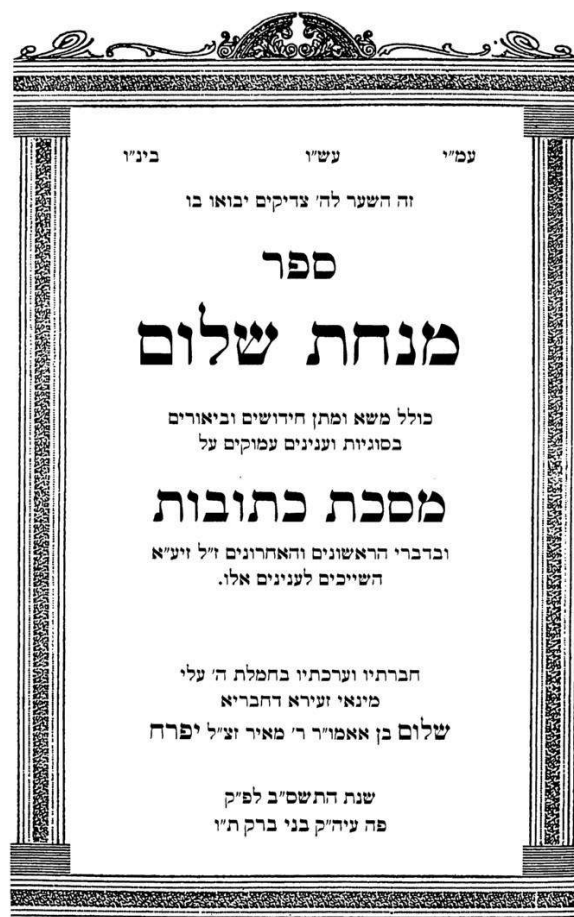 עמ"י עש"ו בינ"ו
זה השער לה' צדיקים יבואו בו
ספר
מנחת שלום
כולל משא ומתן חידושים וביאורים
בסוגיות וענינים עמוקים על
מסכת כתובות
ובדברי הראשונים והאחרונים ז"ל זיע"א
השייכים לענינים אלו.
חברתיו וערכתיו בחמלת ה' עלי
מינאי זעירא דחבריא
שלום בן אאמו"ר ר' מאיר זצ"ל יפרח
שנת התשס"ב לפ"ק
פה עיה"ק בני ברק ת"ו